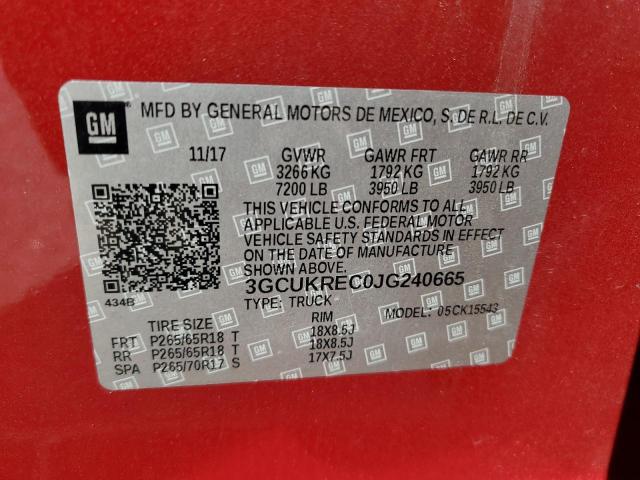 GM MFD BY GENERAL MOTORS DE MEXICO, S. DE R.L. DE C.V.
11/17 GVWR GAWR FRT GAWR RR
3266 KG 1792 KG 1792 KG
7200 LB 3950 LB 3950 LB
THIS VEHICLE CONFORMS TO ALL
APPLICABLE U.S. FEDERAL MOTOR
VEHICLE SAFETY STANDARDS IN EFFECT
ON THE DATE OF MANUFACTURE
SHOWN ABOVE.
3GCUKREC0JG240665
434B TYPE: TRUCK MODEL: 05CK15543
TIRE SIZE RIM
FRT P265/65R18 T 18X8.5J
RR P265/65R18 T 18X8.5J
SPA P265/70R17 S 17X7.5J